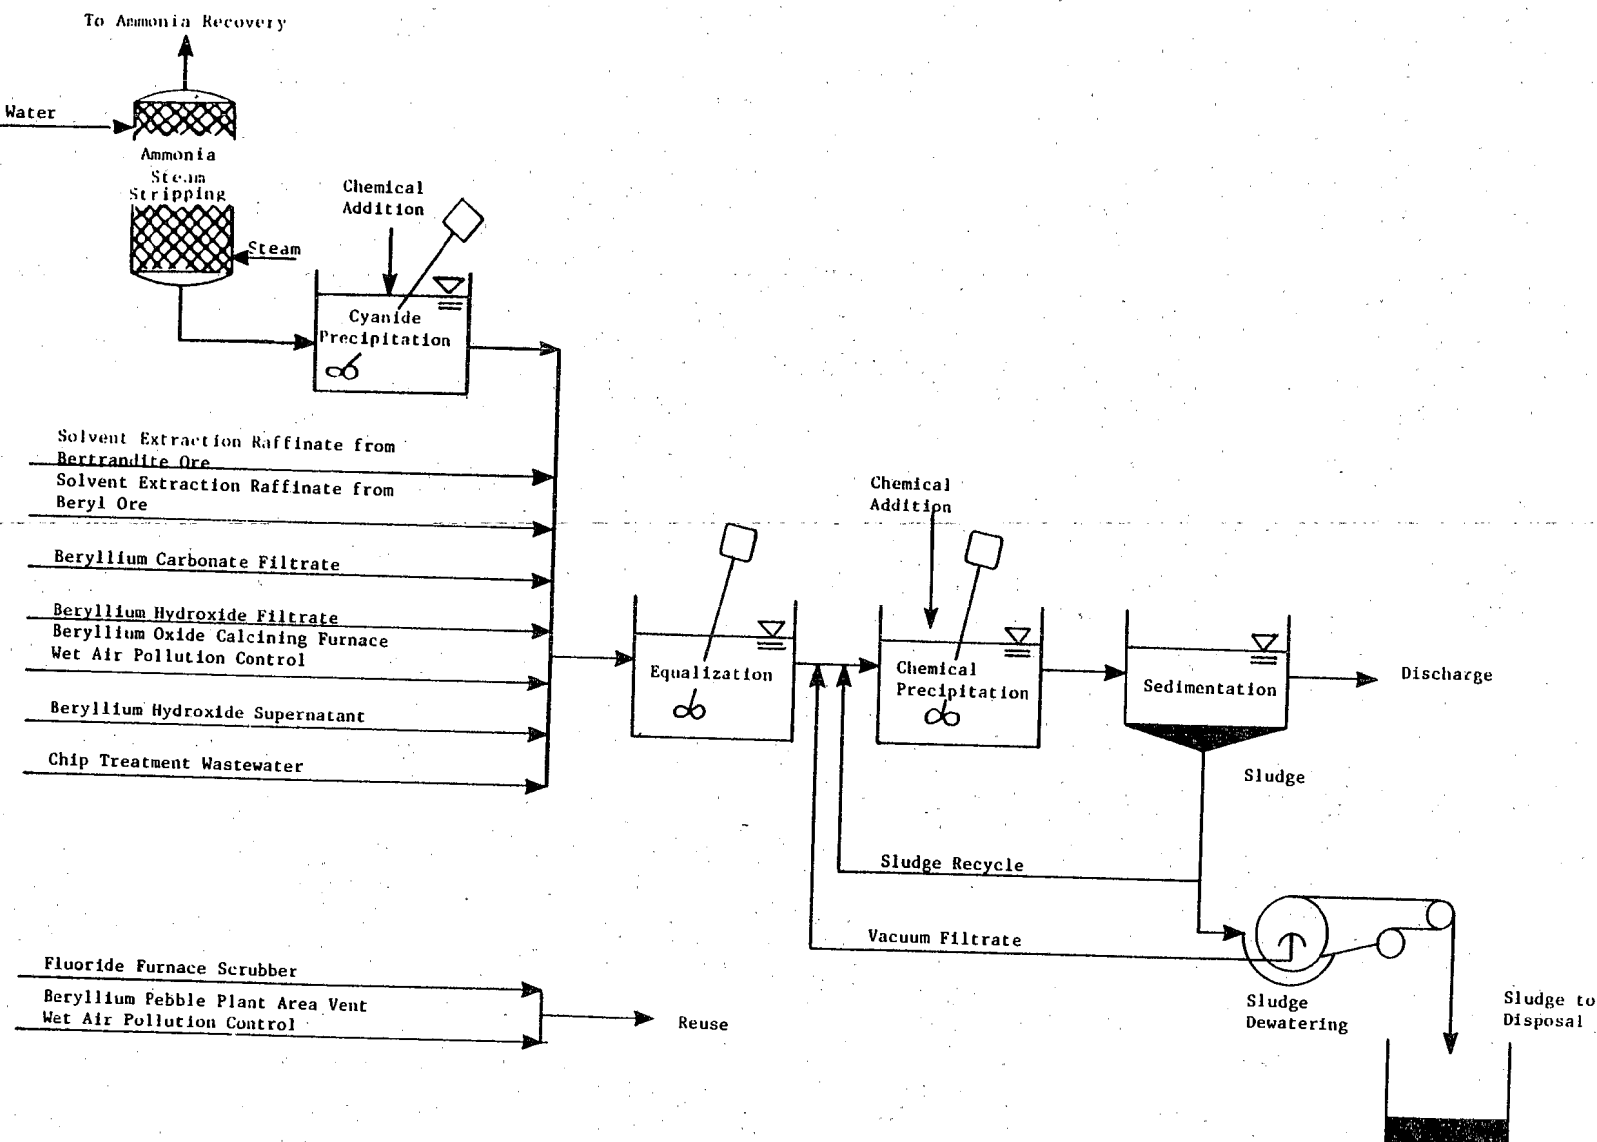 To Ammonia Recovery
Water
Ammonia
Steam
Stripping
Steam
Chemical
Addition
Cyanide
Precipitation
Solvent Extraction Raffinate from
Bertrandite Ore
Solvent Extraction Raffinate from
Beryl Ore
Beryllium Carbonate Filtrate
Beryllium Hydroxide Filtrate
Beryllium Oxide Calcining Furnace
Wet Air Pollution Control
Beryllium Hydroxide Supernatant
Chip Treatment Wastewater
Equalization
Chemical
Addition
Chemical
Precipitation
Sedimentation
Discharge
Sludge
Sludge Recycle
Vacuum Filtrate
Sludge
Dewatering
Sludge to
Disposal
Fluoride Furnace Scrubber
Beryllium Pebble Plant Area Vent
Wet Air Pollution Control
Reuse